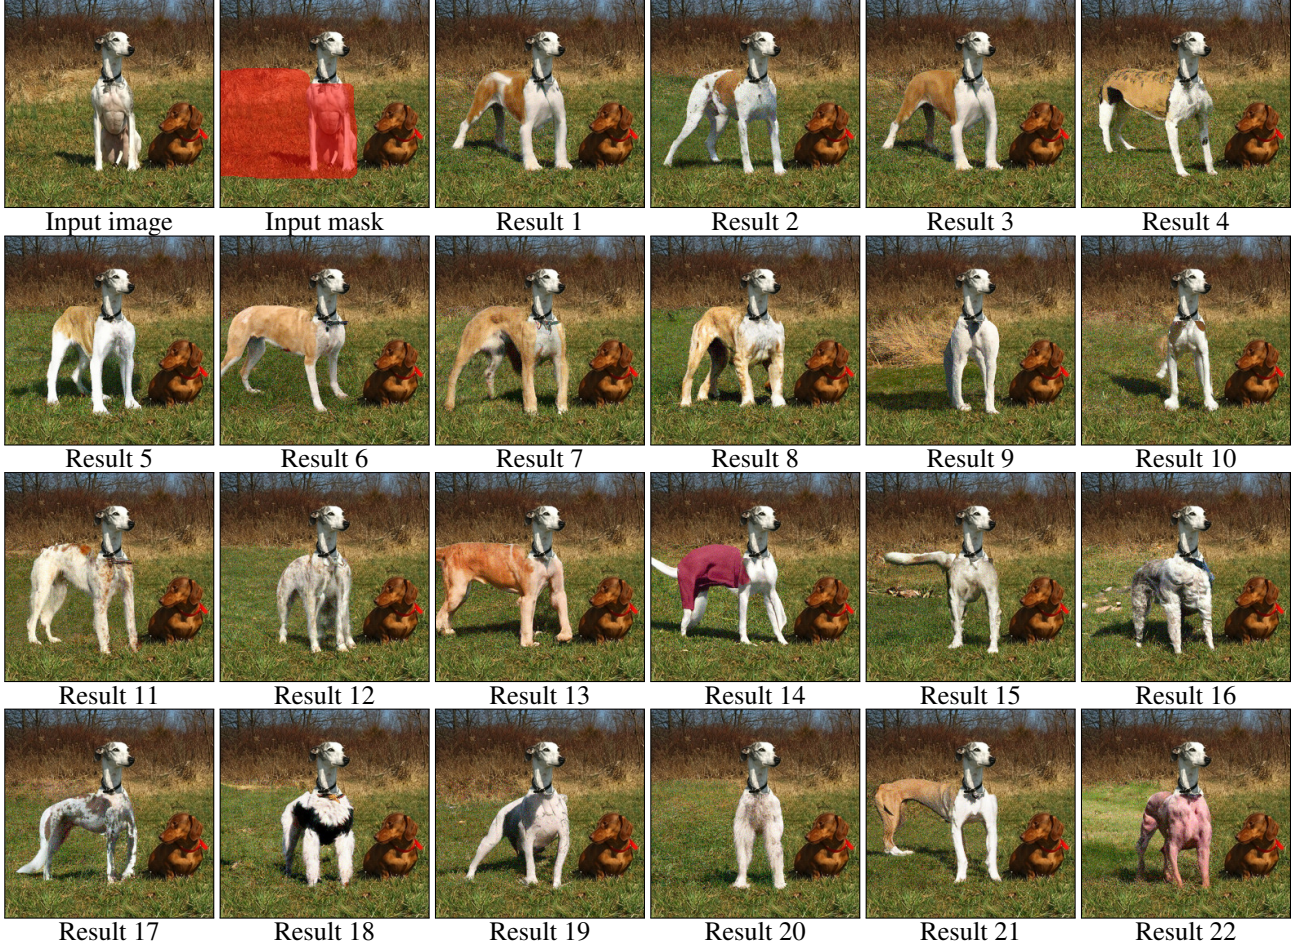 Input image
Input mask
Result 1
Result 2
Result 3
Result 4
Result 5
Result 6
Result 7
Result 8
Result 9
Result 10
Result 11
Result 12
Result 13
Result 14
Result 15
Result 16
Result 17
Result 18
Result 19
Result 20
Result 21
Result 22